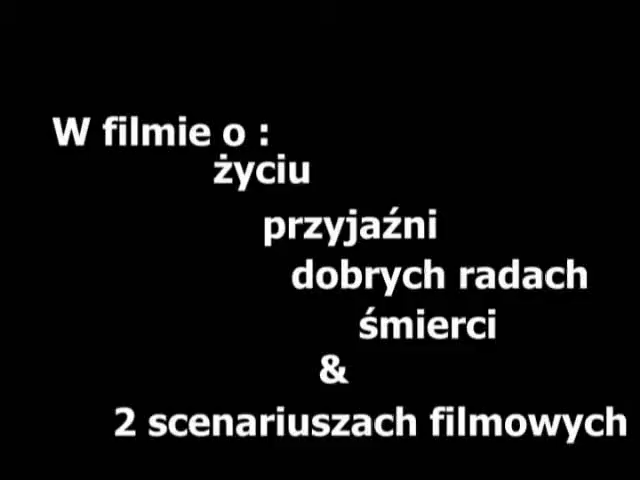 W filmie o :
życiu
przyjaźni
dobrych radach
śmierci
&
2 scenariuszach filmowych